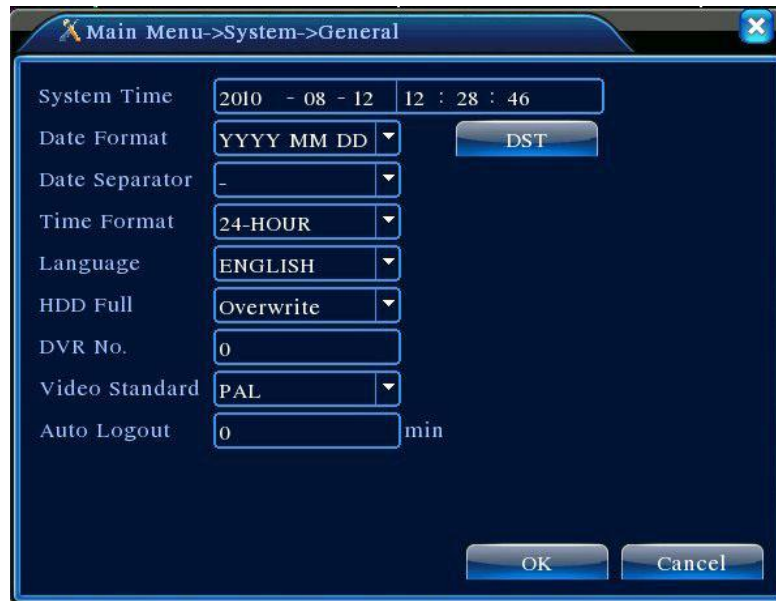 Main Menu->System->General
System Time 2010 - 08 - 12 12 : 28 : 46
Date Format YYYY MM DD DST
Date Separator -
Time Format 24-HOUR
Language ENGLISH
HDD Full Overwrite
DVR No. 0
Video Standard PAL
Auto Logout 0 min
OK Cancel